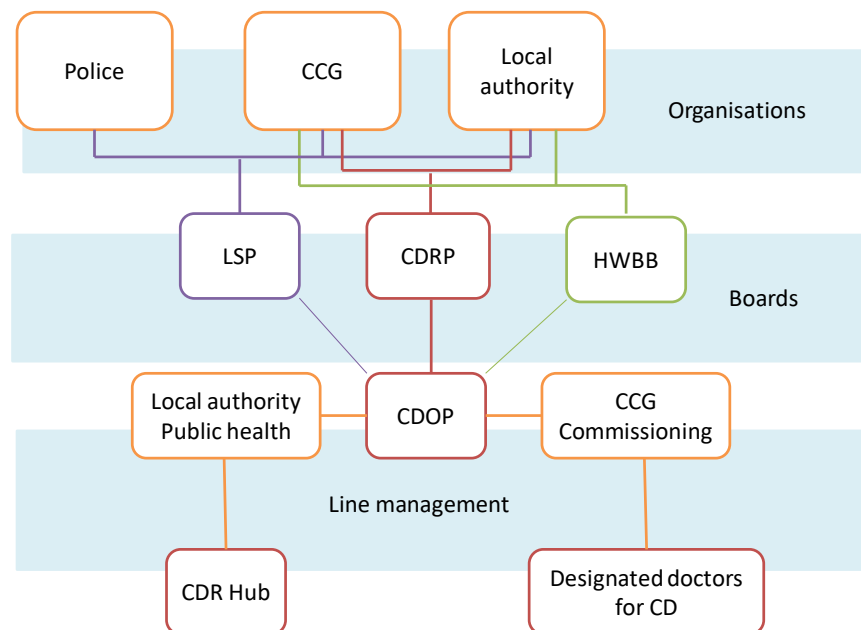 Police
CCG
Local
authority
Organisations
LSP
CDRP
HWBB
Boards
Local authority
Public health
CDOP
CCG
Commissioning
Line management
CDR Hub
Designated doctors
for CD